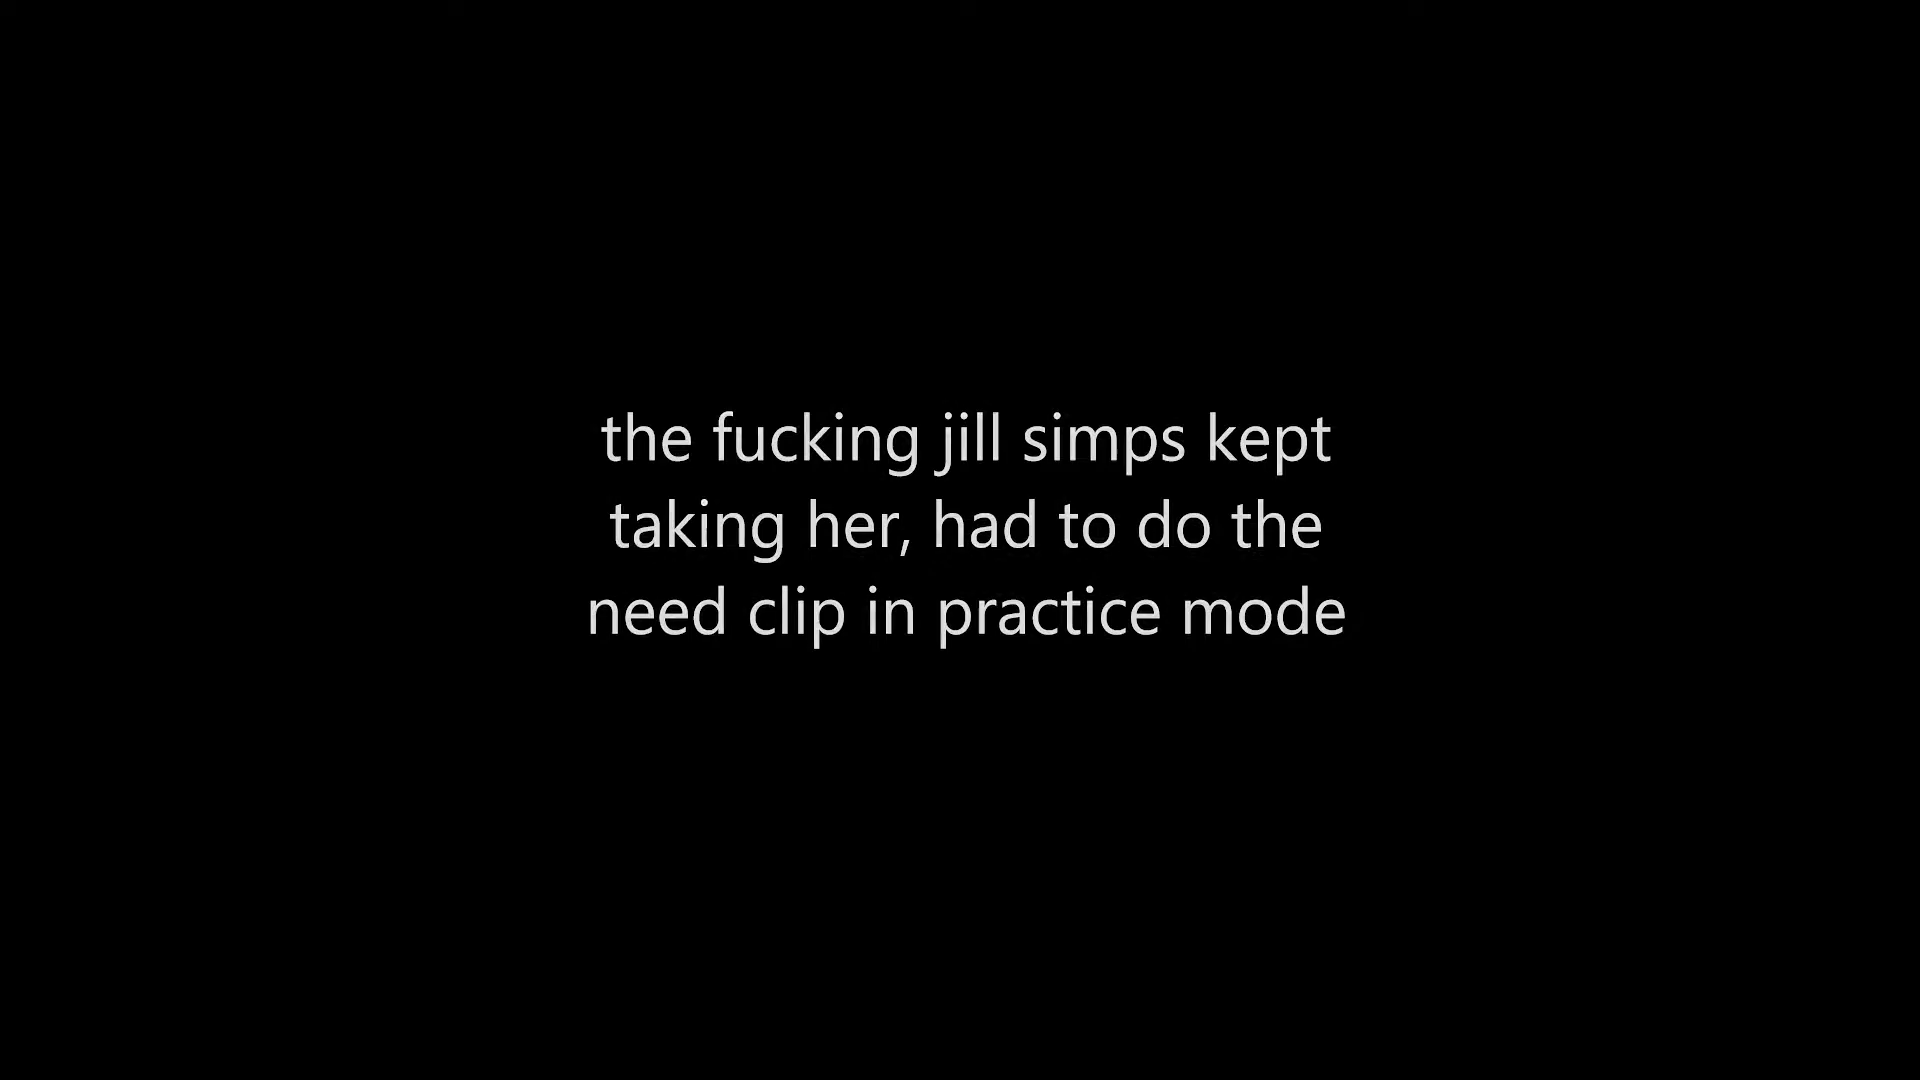 the fucking jill simps kept
taking her, had to do the
need clip in practice mode